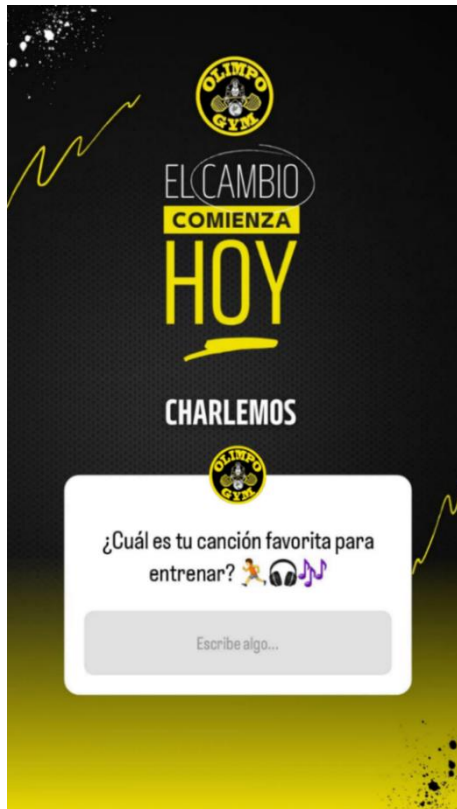 OLIMPO
GYM
EL CAMBIO
COMIENZA
HOY
CHARLEMOS
OLIMPO
GYM
¿Cuál es tu canción favorita para
entrenar? 🏃🎧🎶
Escribe algo...